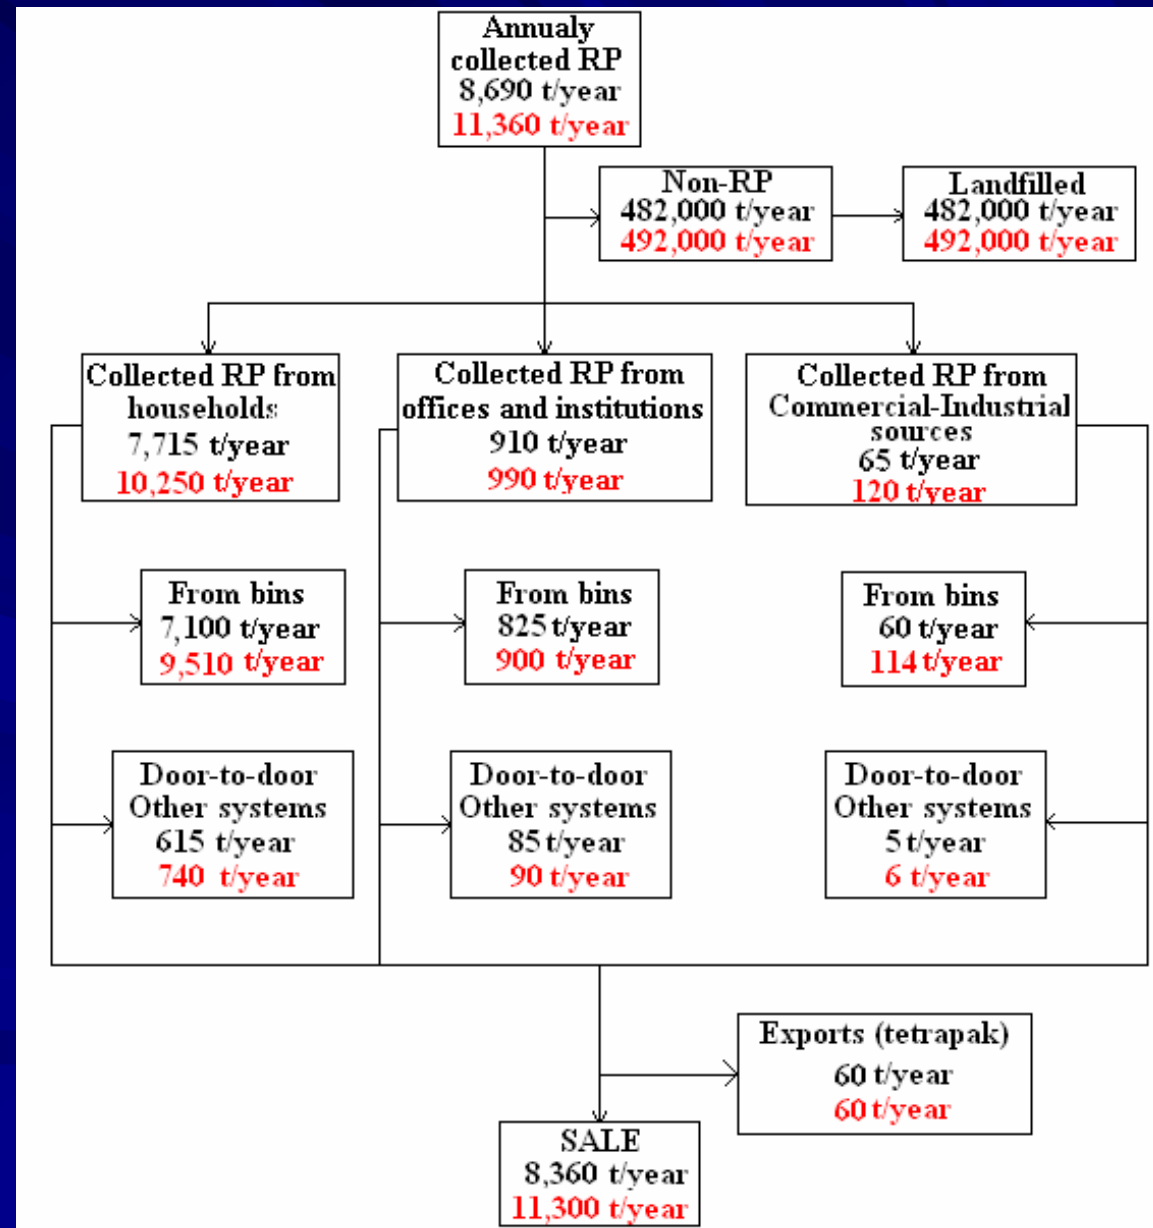 Annualy
collected RP
8,690 t/year
11,360 t/year
Non-RP
482,000 t/year
492,000 t/year
Landfilled
482,000 t/year
492,000 t/year
Collected RP from
households
7,715 t/year
10,250 t/year
Collected RP from
offices and institutions
910 t/year
990 t/year
Collected RP from
Commercial-Industrial
sources
65 t/year
120 t/year
From bins
7,100 t/year
9,510 t/year
From bins
825 t/year
900 t/year
From bins
60 t/year
114 t/year
Door-to-door
Other systems
615 t/year
740 t/year
Door-to-door
Other systems
85 t/year
90 t/year
Door-to-door
Other systems
5 t/year
6 t/year
Exports (tetrapak)
60 t/year
60 t/year
SALE
8,360 t/year
11,300 t/year